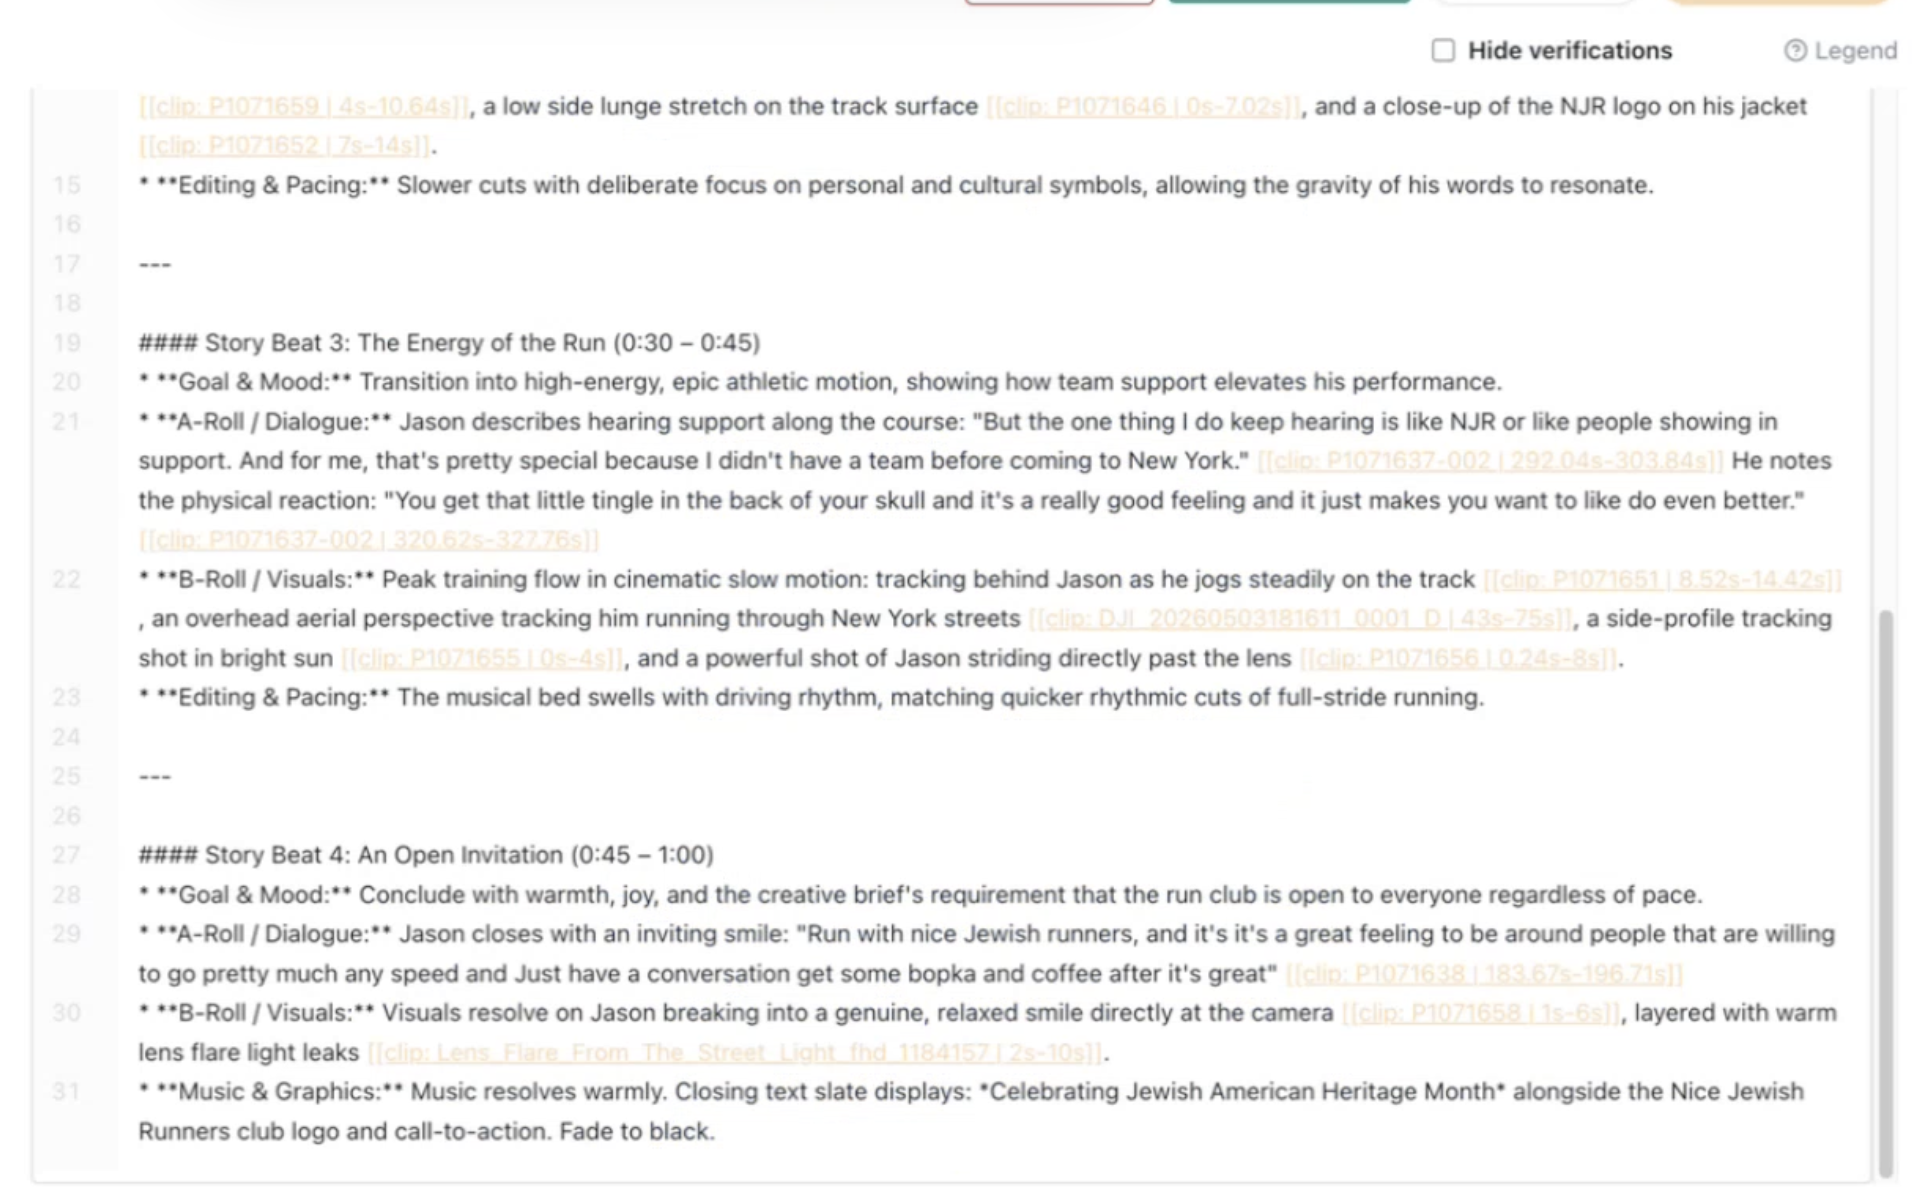 Hide verifications
Legend
[[clip: P1071659 | 4s-10.64s]], a low side lunge stretch on the track surface [[clip: P1071646 | 0s-7.02s]], and a close-up of the NJR logo on his jacket
[[clip: P1071652 | 7s-14s]].
15 * **Editing & Pacing:** Slower cuts with deliberate focus on personal and cultural symbols, allowing the gravity of his words to resonate.
16
17 ---
18
19 #### Story Beat 3: The Energy of the Run (0:30 – 0:45)
20 * **Goal & Mood:** Transition into high-energy, epic athletic motion, showing how team support elevates his performance.
21 * **A-Roll / Dialogue:** Jason describes hearing support along the course: "But the one thing I do keep hearing is like NJR or like people showing in
support. And for me, that's pretty special because I didn't have a team before coming to New York." [[clip: P1071637-002 | 292.04s-303.84s]] He notes
the physical reaction: "You get that little tingle in the back of your skull and it's a really good feeling and it just makes you want to like do even better."
[[clip: P1071637-002 | 320.62s-327.76s]]
22 * **B-Roll / Visuals:** Peak training flow in cinematic slow motion: tracking behind Jason as he jogs steadily on the track [[clip: P1071651 | 8.52s-14.42s]]
, an overhead aerial perspective tracking him running through New York streets [[clip: DJI_20260503181611_0001_D | 43s-75s]], a side-profile tracking
shot in bright sun [[clip: P1071655 | 0s-4s]], and a powerful shot of Jason striding directly past the lens [[clip: P1071656 | 0.24s-8s]].
23 * **Editing & Pacing:** The musical bed swells with driving rhythm, matching quicker rhythmic cuts of full-stride running.
24
25 ---
26
27 #### Story Beat 4: An Open Invitation (0:45 – 1:00)
28 * **Goal & Mood:** Conclude with warmth, joy, and the creative brief's requirement that the run club is open to everyone regardless of pace.
29 * **A-Roll / Dialogue:** Jason closes with an inviting smile: "Run with nice Jewish runners, and it's it's a great feeling to be around people that are willing
to go pretty much any speed and Just have a conversation get some bopka and coffee after it's great" [[clip: P1071638 | 183.67s-196.71s]]
30 * **B-Roll / Visuals:** Visuals resolve on Jason breaking into a genuine, relaxed smile directly at the camera [[clip: P1071658 | 1s-6s]], layered with warm
lens flare light leaks [[clip: Lens_Flare_From_The_Street_Light_fhd_1184157 | 2s-10s]].
31 * **Music & Graphics:** Music resolves warmly. Closing text slate displays: *Celebrating Jewish American Heritage Month* alongside the Nice Jewish
Runners club logo and call-to-action. Fade to black.